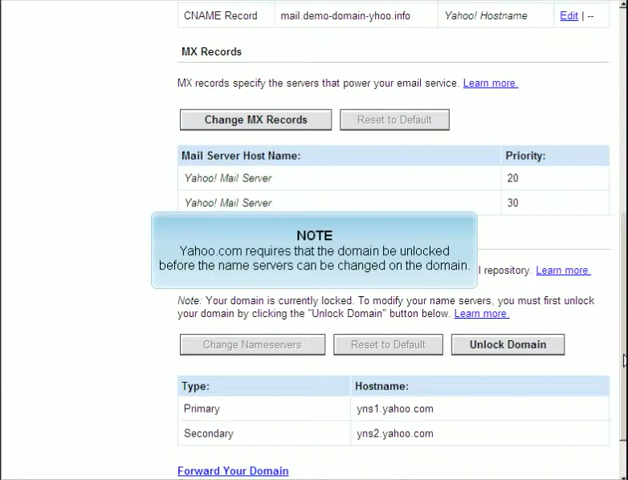 CNAME Record mail.demo-domain-yhoo.info Yahoo! Hostname Edit | --
MX Records
MX records specify the servers that power your email service. Learn more.
Change MX Records Reset to Default
Mail Server Host Name: Priority:
Yahoo! Mail Server 20
Yahoo! Mail Server 30
NOTE
Yahoo.com requires that the domain be unlocked
before the name servers can be changed on the domain.
l repository. Learn more.
Note: Your domain is currently locked. To modify your name servers, you must first unlock
your domain by clicking the "Unlock Domain" button below. Learn more.
Change Nameservers Reset to Default Unlock Domain
Type: Hostname:
Primary yns1.yahoo.com
Secondary yns2.yahoo.com
Forward Your Domain